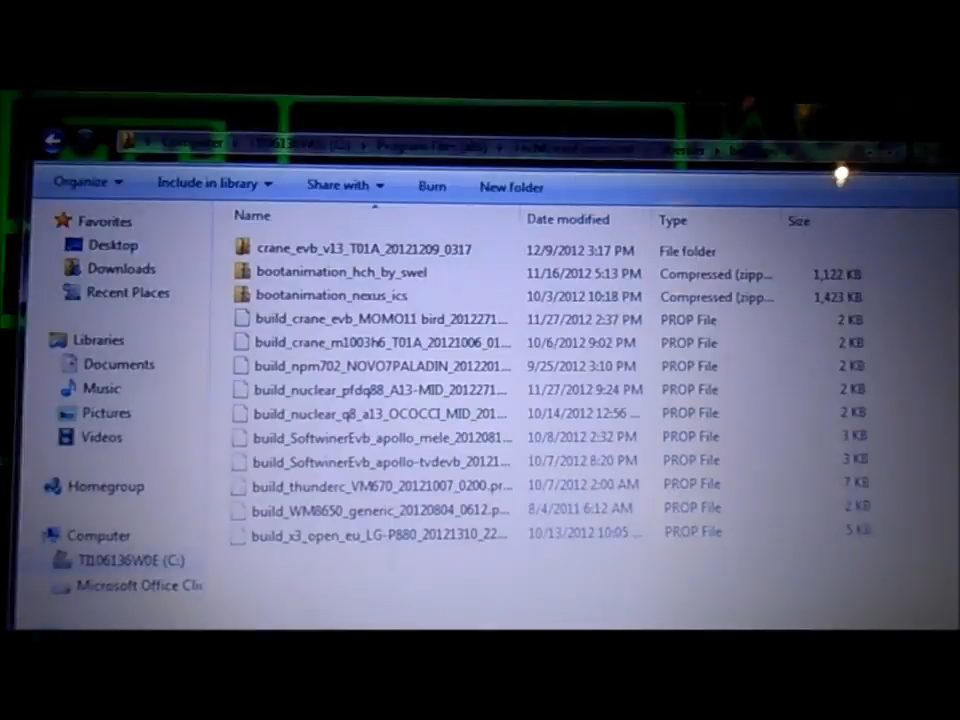 Computer
Program Files (x86)
Organize Include in library Share with Burn New folder
Name Date modified Type Size
Favorites
Desktop
Downloads
Recent Places
Libraries
Documents
Music
Pictures
Videos
Homegroup
Computer
TI106136W0E (C:)
Microsoft Office Clic
crane_evb_v13_T01A_20121209_0317 12/9/2012 3:17 PM File folder
bootanimation_hch_by_swel 11/16/2012 5:13 PM Compressed (zipp... 1,122 KB
bootanimation_nexus_ics 10/3/2012 10:18 PM Compressed (zipp... 1,423 KB
build_crane_evb_MOMO11 bird_2012271... 11/27/2012 2:37 PM PROP File 2 KB
build_crane_m1003h6_T01A_20121006_01... 10/6/2012 9:02 PM PROP File 2 KB
build_npm702_NOVO7PALADIN_2012201... 9/25/2012 3:10 PM PROP File 2 KB
build_nuclear_pfdq88_A13-MID_2012271... 11/27/2012 9:24 PM PROP File 2 KB
build_nuclear_q8_a13_OCOCCI_MID_201... 10/14/2012 12:56 ... PROP File 2 KB
build_SoftwinerEvb_apollo_mele_2012081... 10/8/2012 2:32 PM PROP File 3 KB
build_SoftwinerEvb_apollo-tvdevb_20121... 10/7/2012 8:20 PM PROP File 3 KB
build_thunderc_VM670_20121007_0200.pr... 10/7/2012 2:00 AM PROP File 7 KB
build_WM8650_generic_20120804_0612.p... 8/4/2011 6:12 AM PROP File 2 KB
build_x3_open_eu_LG-P880_20121310_22... 10/13/2012 10:05 ... PROP File 5 KB